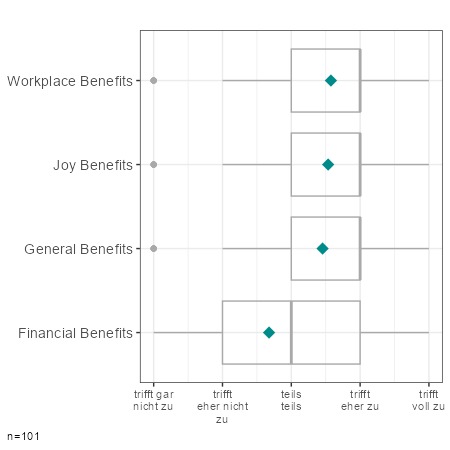 Workplace Benefits
Joy Benefits
General Benefits
Financial Benefits
trifft gar
nicht zu
trifft
eher nicht
zu
teils
teils
trifft
eher zu
trifft
voll zu
n=101